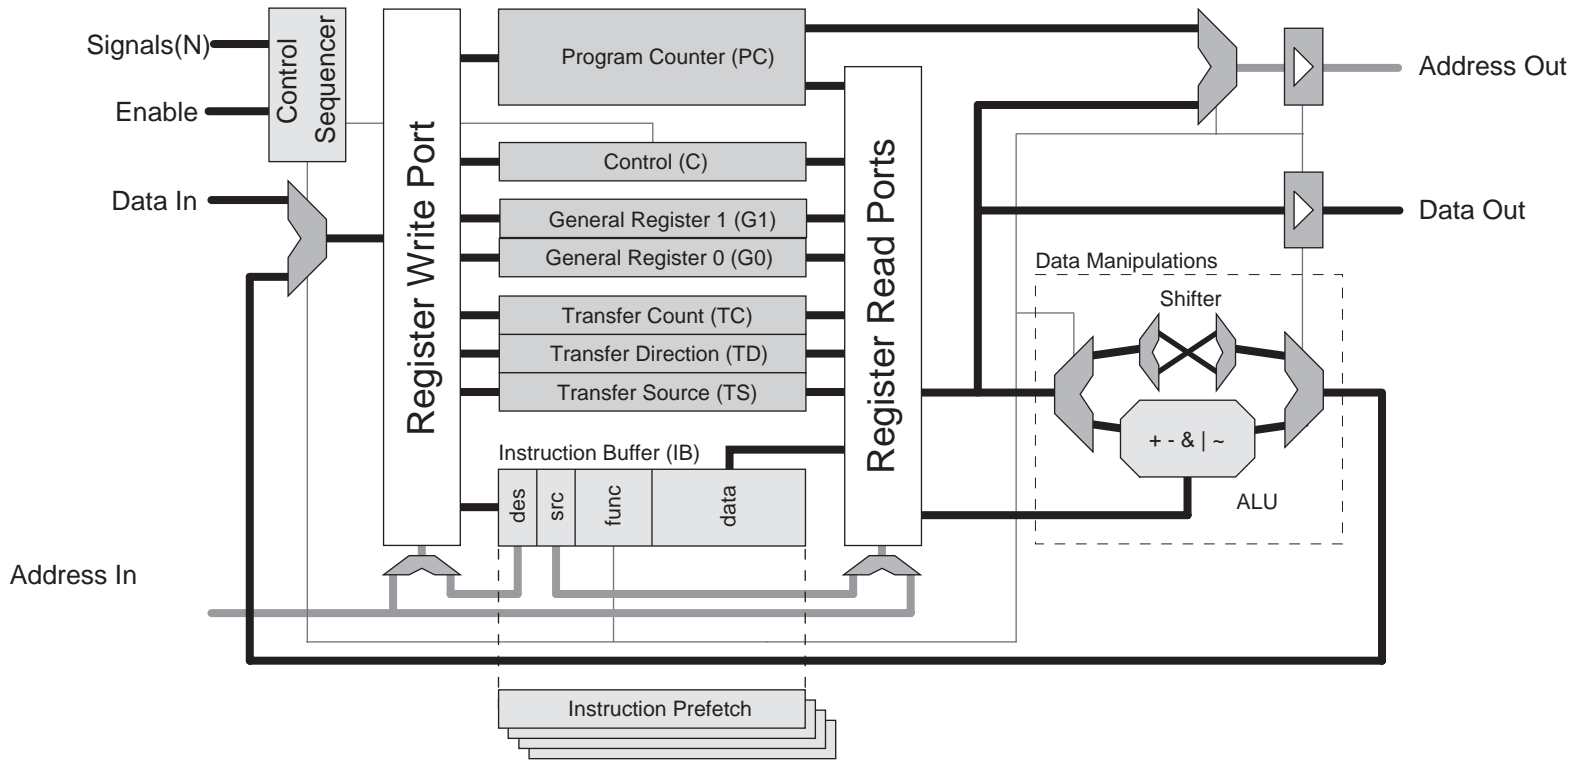 Signals(N)
Enable
Data In
Address In
Control
Sequencer
Register Write Port
Program Counter (PC)
Control (C)
General Register 1 (G1)
General Register 0 (G0)
Transfer Count (TC)
Transfer Direction (TD)
Transfer Source (TS)
Instruction Buffer (IB)
des
src
func
data
Instruction Prefetch
Register Read Ports
Address Out
Data Out
Data Manipulations
Shifter
+ - & | ~
ALU